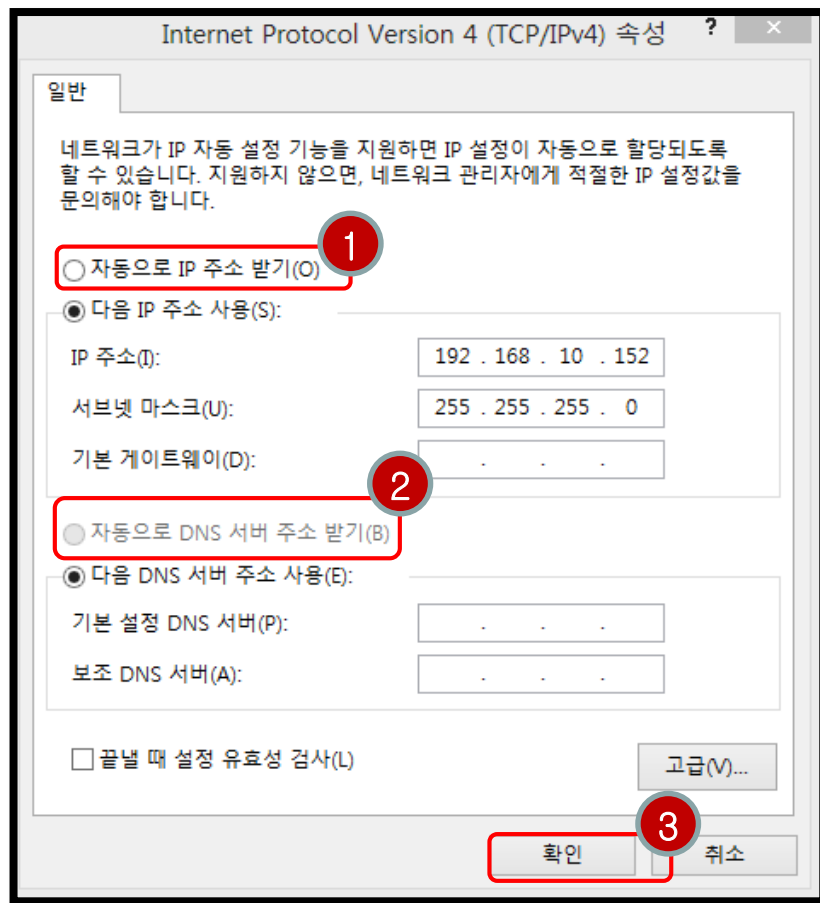 Internet Protocol Version 4 (TCP/IPv4) 속성 ? ×
일반
네트워크가 IP 자동 설정 기능을 지원하면 IP 설정이 자동으로 할당되도록
할 수 있습니다. 지원하지 않으면, 네트워크 관리자에게 적절한 IP 설정값을
문의해야 합니다.
1
자동으로 IP 주소 받기(O)
다음 IP 주소 사용(S):
IP 주소(I): 192 . 168 . 10 . 152
서브넷 마스크(U): 255 . 255 . 255 . 0
기본 게이트웨이(D): . . .
2
자동으로 DNS 서버 주소 받기(B)
다음 DNS 서버 주소 사용(E):
기본 설정 DNS 서버(P): . . .
보조 DNS 서버(A): . . .
끝낼 때 설정 유효성 검사(L)
고급(V)...
3
확인 취소